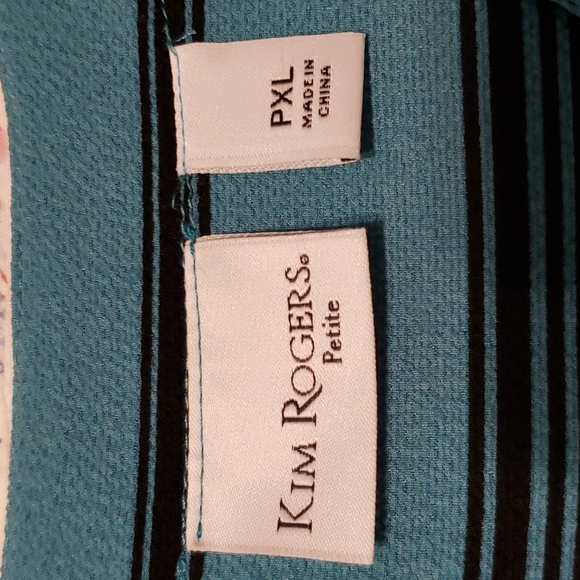 KIM ROGERS®
Petite
PXL
MADE IN
CHINA